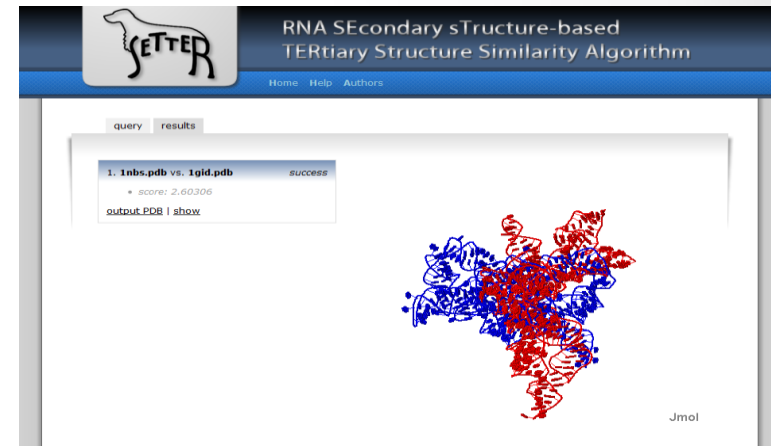 SETTER
RNA SEcondary sTructure-based
TERtiary Structure Similarity Algorithm
Home Help Authors
query results
1. 1nbs.pdb vs. 1gid.pdb success
• score: 2.60306
output PDB | show
Jmol